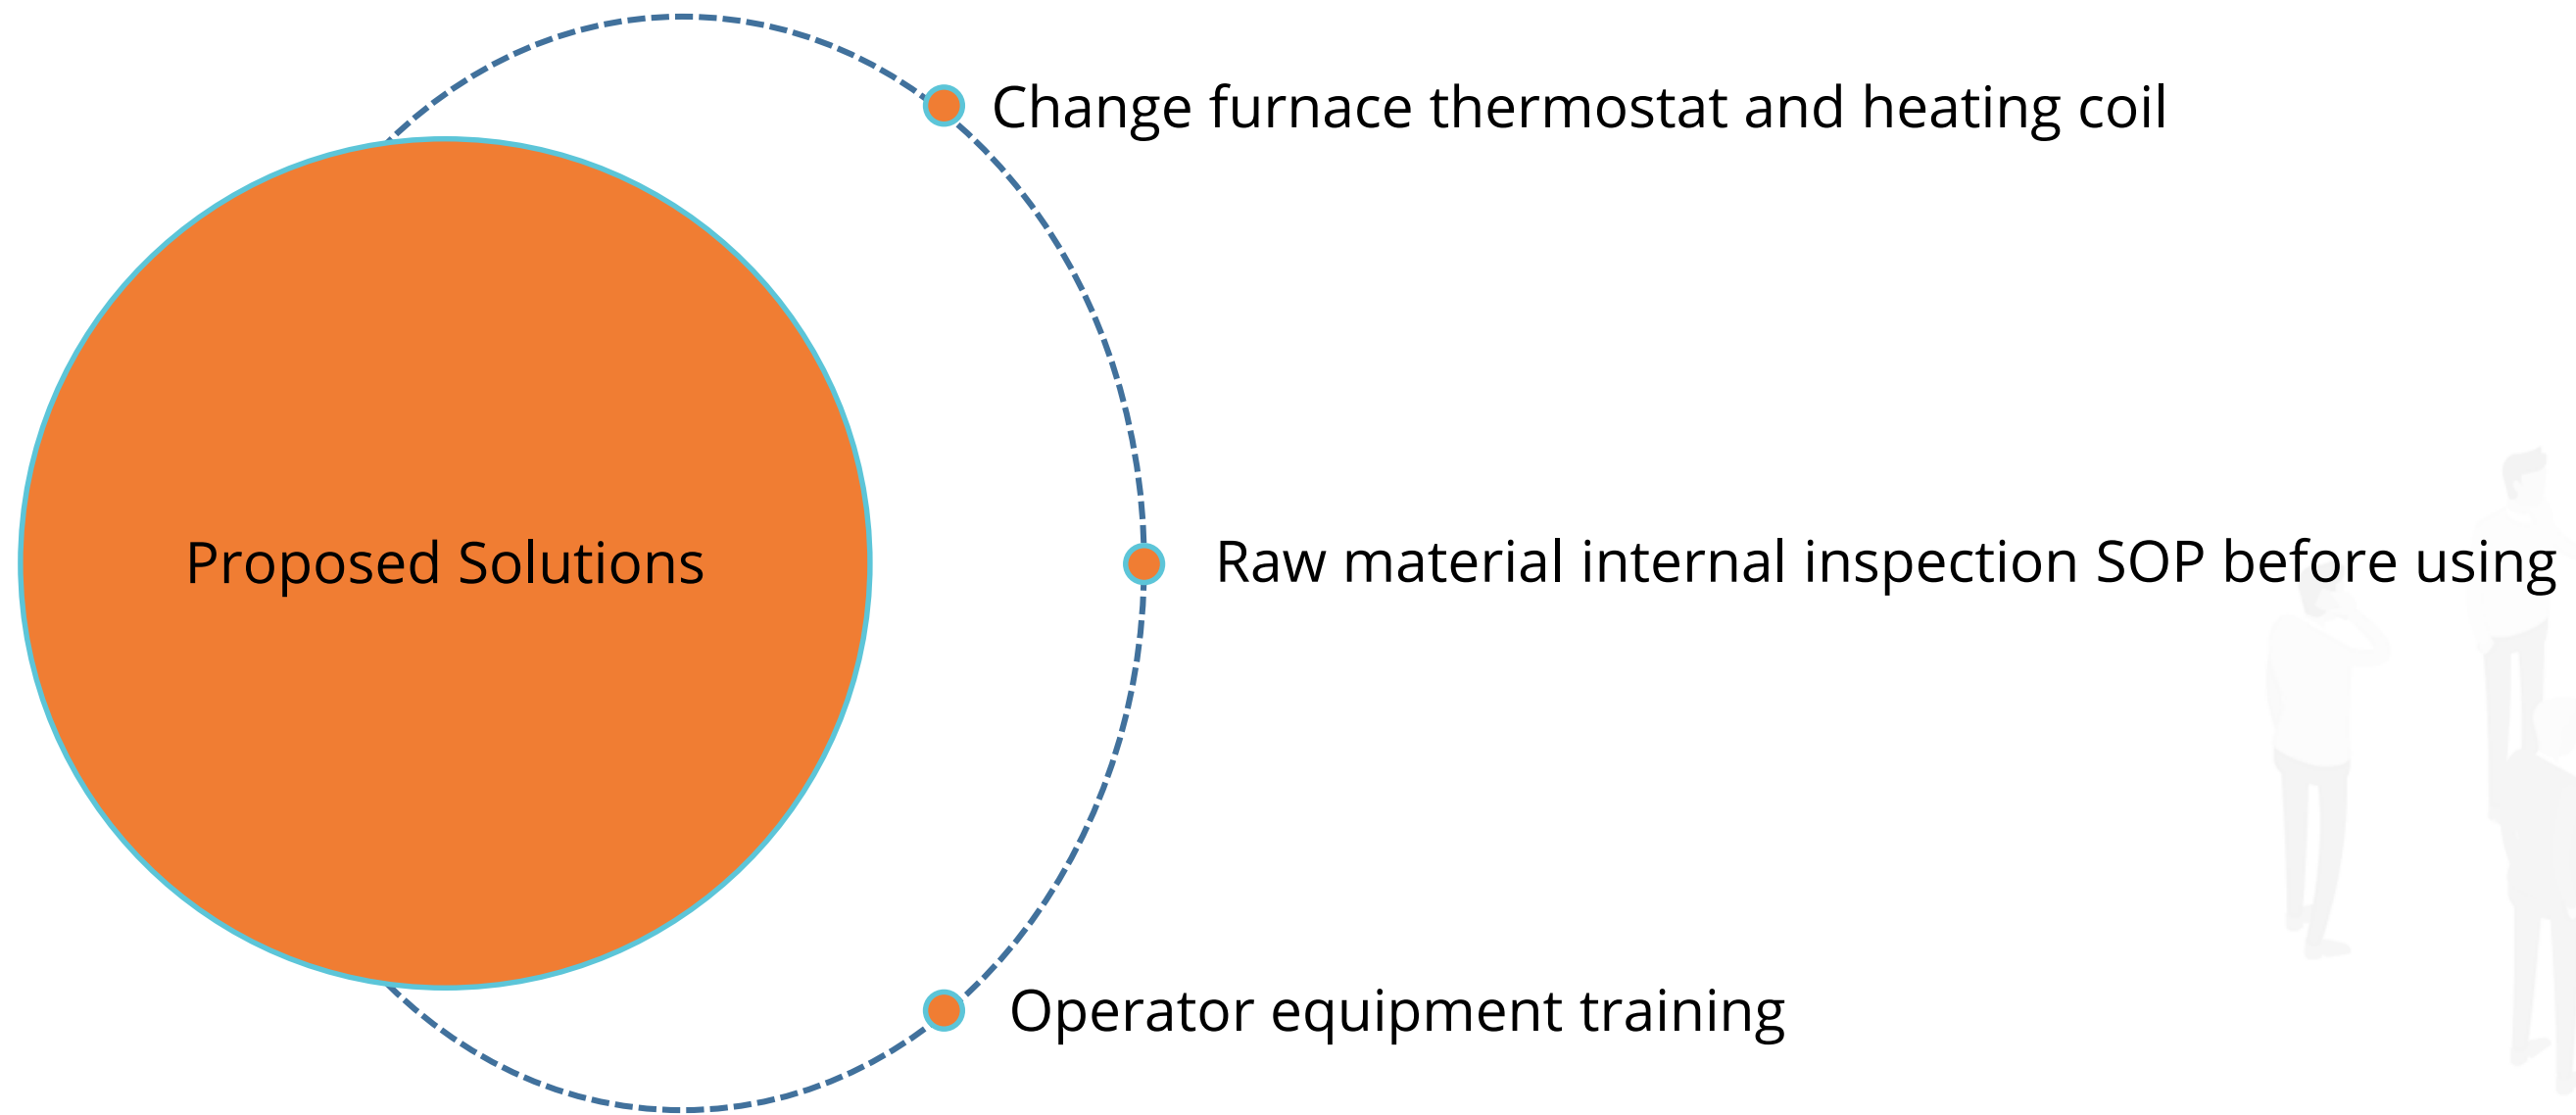 Change furnace thermostat and heating coil
Proposed Solutions
Raw material internal inspection SOP before using
Operator equipment training